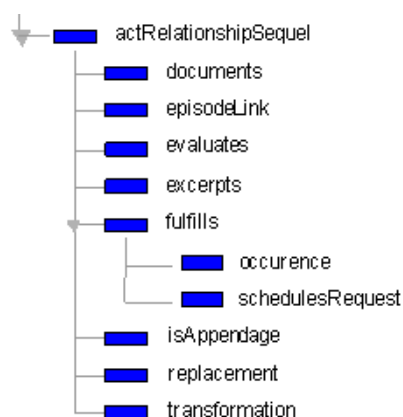 actRelationshipSequel
documents
episodeLink
evaluates
excerpts
fulfills
occurence
schedulesRequest
isAppendage
replacement
transformation